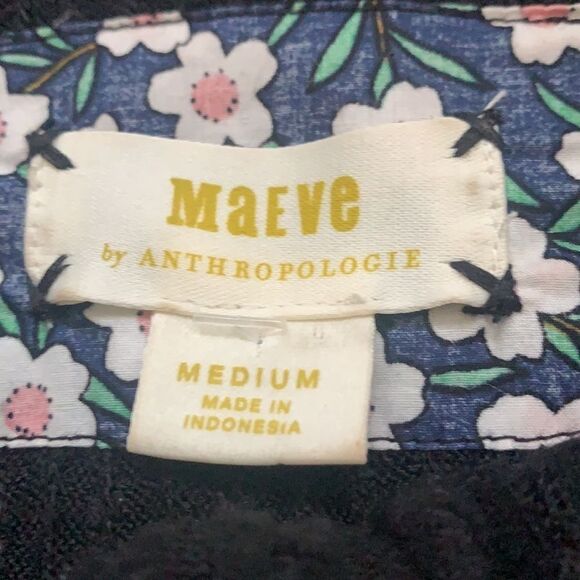 MaEVe
by ANTHROPOLOGIE
MEDIUM
MADE IN
INDONESIA